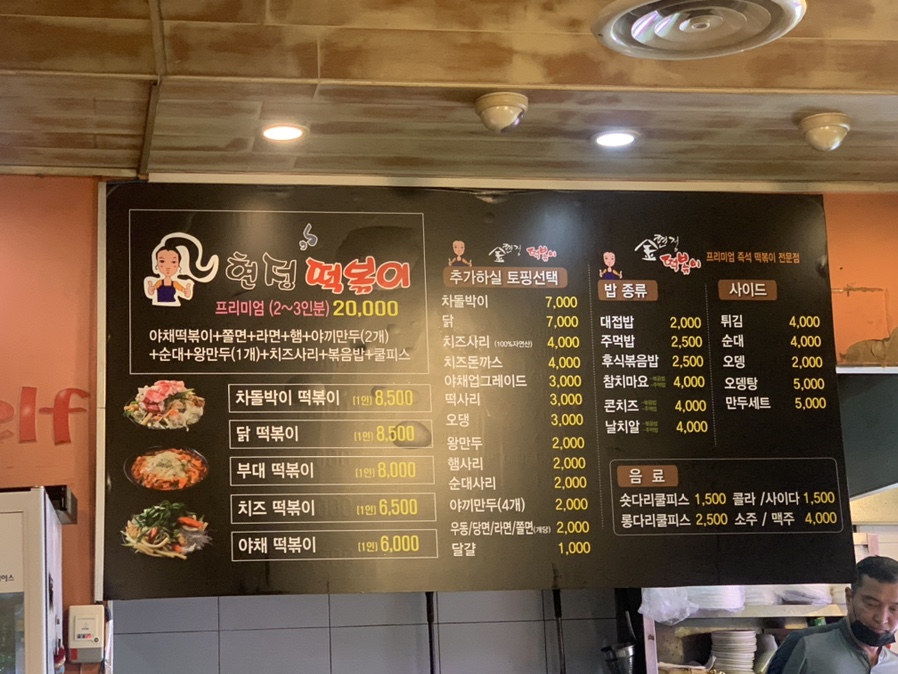 현정 떡볶이
프리미엄 (2~3인분) 20,000
야채떡볶이+쫄면+라면+햄+야끼만두(2개)
+순대+왕만두(1개)+치즈사리+볶음밥+쿨피스
차돌박이 떡볶이 (1인) 8,500
닭 떡볶이 (1인) 8,500
부대 떡볶이 (1인) 8,000
치즈 떡볶이 (1인) 6,500
야채 떡볶이 (1인) 6,000
현정 떡볶이
추가하실 토핑선택
차돌박이 7,000
닭 7,000
치즈사리 (100%자연산) 4,000
치즈돈까스 4,000
야채업그레이드 3,000
떡사리 3,000
오댕 3,000
왕만두 2,000
햄사리 2,000
순대사리 2,000
야끼만두(4개) 2,000
우동/당면/라면/쫄면(개당) 2,000
달걀 1,000
현정 떡볶이 프리미엄 즉석 떡볶이 전문점
밥 종류
대접밥 2,000
주먹밥 2,500
후식볶음밥 2,500
참치마요 4,000
콘치즈 4,000
날치알 4,000
사이드
튀김 4,000
순대 4,000
오뎅 2,000
오뎅탕 5,000
만두세트 5,000
음 료
숏다리쿨피스 1,500 콜라 /사이다 1,500
롱다리쿨피스 2,500 소주 / 맥주 4,000
elf